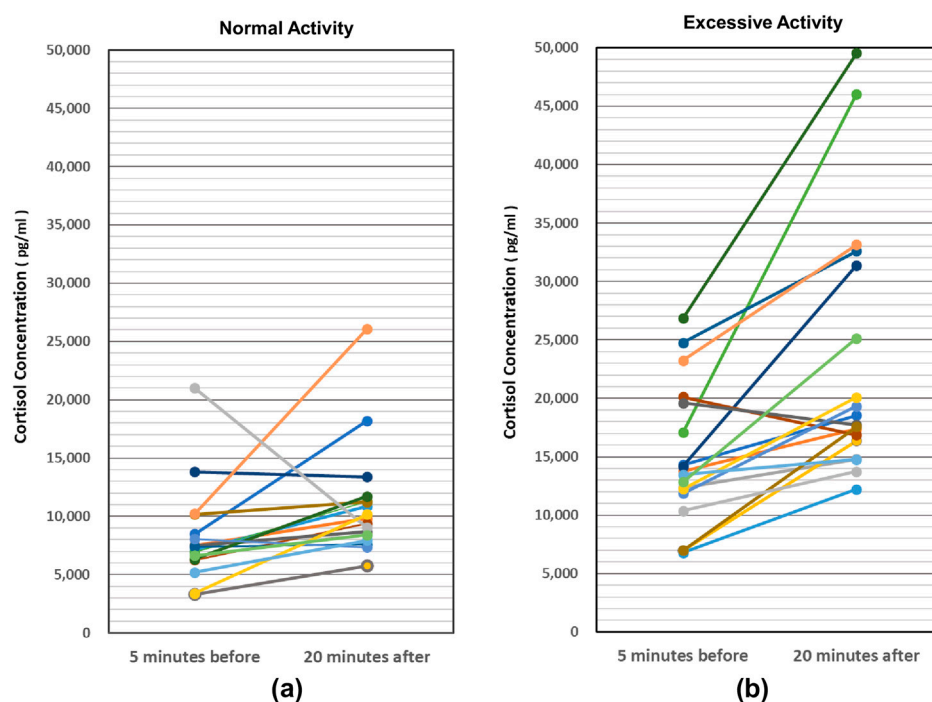 Normal Activity
50,000
45,000
40,000
35,000
30,000
25,000
20,000
15,000
10,000
5,000
0
Cortisol Concentration ( pg/ml )
5 minutes before 20 minutes after
(a)
Excessive Activity
50,000
45,000
40,000
35,000
30,000
25,000
20,000
15,000
10,000
5,000
0
Cortisol Concentration ( pg/ml )
5 minutes before 20 minutes after
(b)